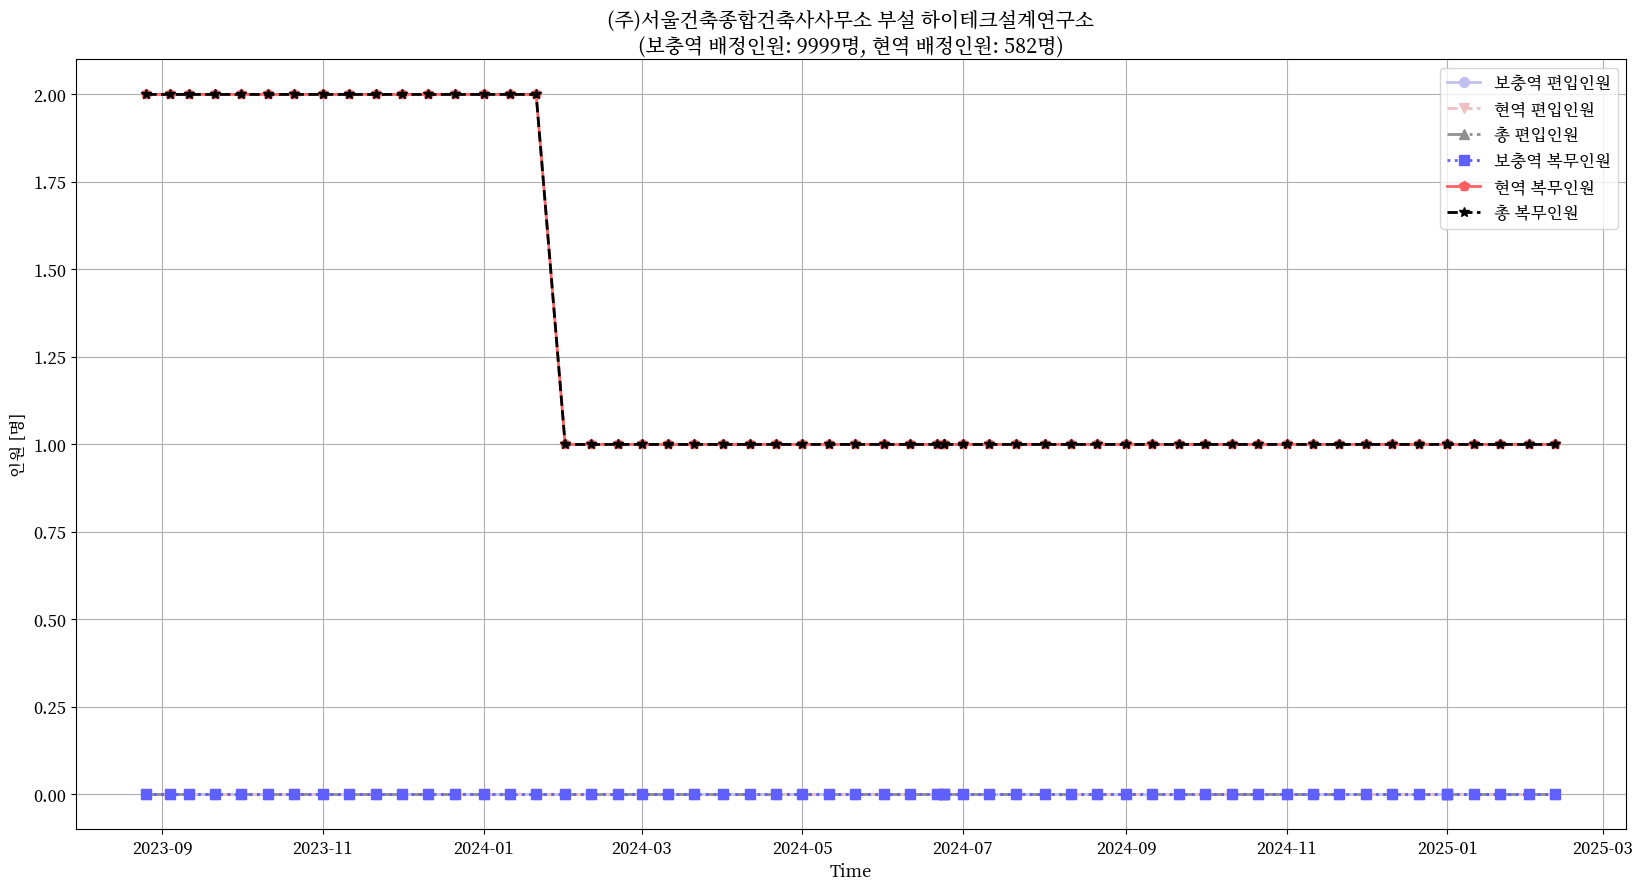 (주)서울건축종합건축사사무소 부설 하이테크설계연구소
(보충역 배정인원: 9999명, 현역 배정인원: 582명)
보충역 편입인원
현역 편입인원
총 편입인원
보충역 복무인원
현역 복무인원
총 복무인원
인원 [명]
2.00
1.75
1.50
1.25
1.00
0.75
0.50
0.25
0.00
2023-09
2023-11
2024-01
2024-03
2024-05
2024-07
2024-09
2024-11
2025-01
2025-03
Time